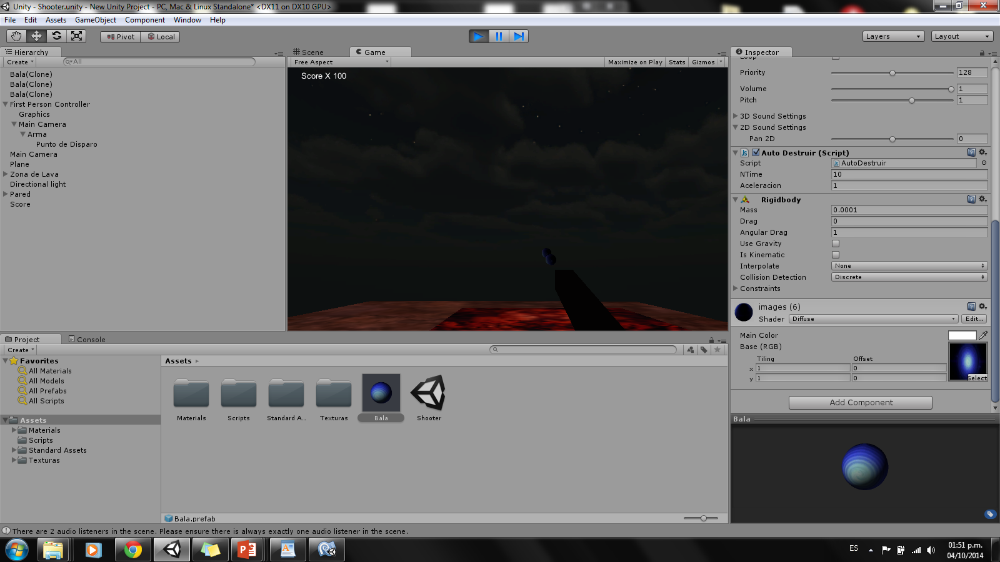 Unity - Shooter.unity - New Unity Project - PC, Mac & Linux Standalone* <DX11 on DX10 GPU>
File Edit Assets GameObject Component Window Help
Pivot Local Layers Layout
Hierarchy
Create All
Bala(Clone)
Bala(Clone)
Bala(Clone)
First Person Controller
Graphics
Main Camera
Arma
Punto de Disparo
Main Camera
Plane
Zona de Lava
Directional light
Pared
Score
Scene Game
Free Aspect Maximize on Play Stats Gizmos
Score X 100
Inspector
Loop
Priority 128
Volume 1
Pitch 1
3D Sound Settings
2D Sound Settings
Pan 2D 0
Auto Destruir (Script)
Script AutoDestruir
NTime 10
Aceleracion 1
Rigidbody
Mass 0.0001
Drag 0
Angular Drag 1
Use Gravity
Is Kinematic
Interpolate None
Collision Detection Discrete
Constraints
images (6)
Shader Diffuse Edit...
Main Color
Base (RGB)
Tiling Offset
x 1 0
y 1 0
Select
Add Component
Bala
Project Console
Create
Favorites
All Materials
All Models
All Prefabs
All Scripts
Assets
Materials
Scripts
Standard Assets
Texturas
Assets
Materials Scripts Standard A... Texturas Bala Shooter
Bala.prefab
There are 2 audio listeners in the scene. Please ensure there is always exactly one audio listener in the scene.
ES
01:51 p.m.
04/10/2014